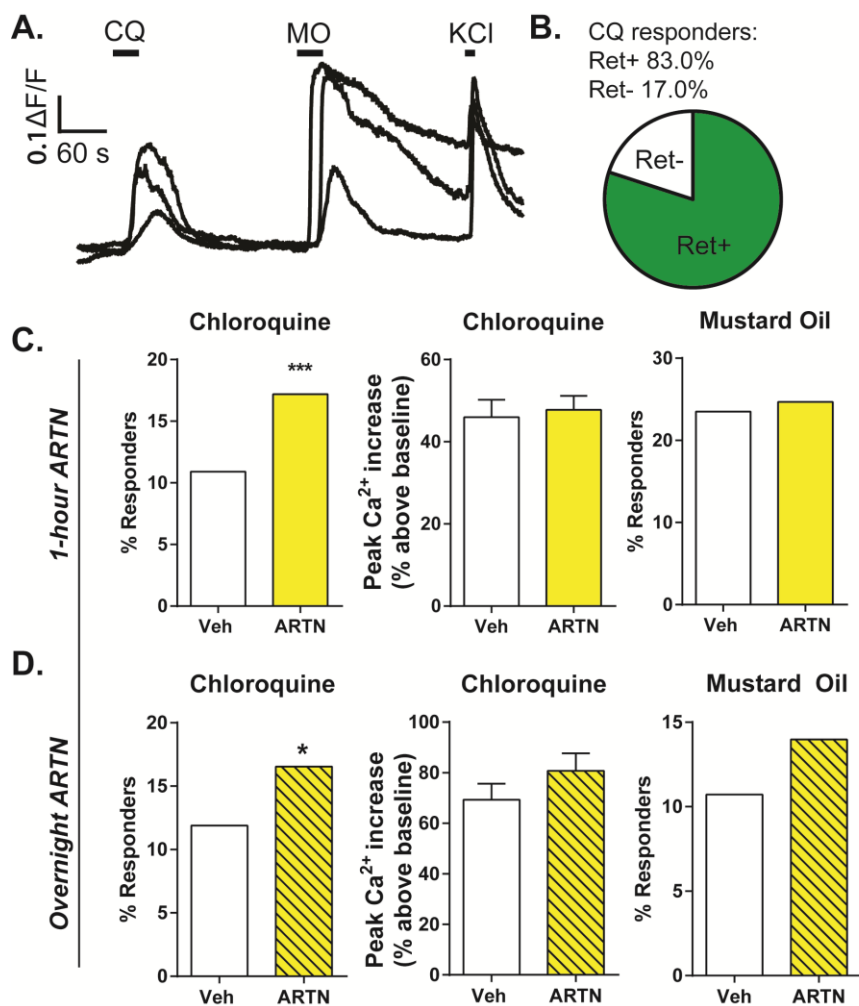 A.
CQ
MO
KCl
0.1ΔF/F
60 s
B.
CQ responders:
Ret+ 83.0%
Ret- 17.0%
Ret-
Ret+
C.
1-hour ARTN
Chloroquine
% Responders
20
15
10
5
0
***
Veh
ARTN
Chloroquine
Peak Ca²⁺ increase
(% above baseline)
60
40
20
0
Veh
ARTN
Mustard Oil
% Responders
30
20
10
0
Veh
ARTN
D.
Overnight ARTN
Chloroquine
% Responders
20
15
10
5
0
*
Veh
ARTN
Chloroquine
Peak Ca²⁺ increase
(% above baseline)
100
80
60
40
20
0
Veh
ARTN
Mustard Oil
% Responders
15
10
5
0
Veh
ARTN